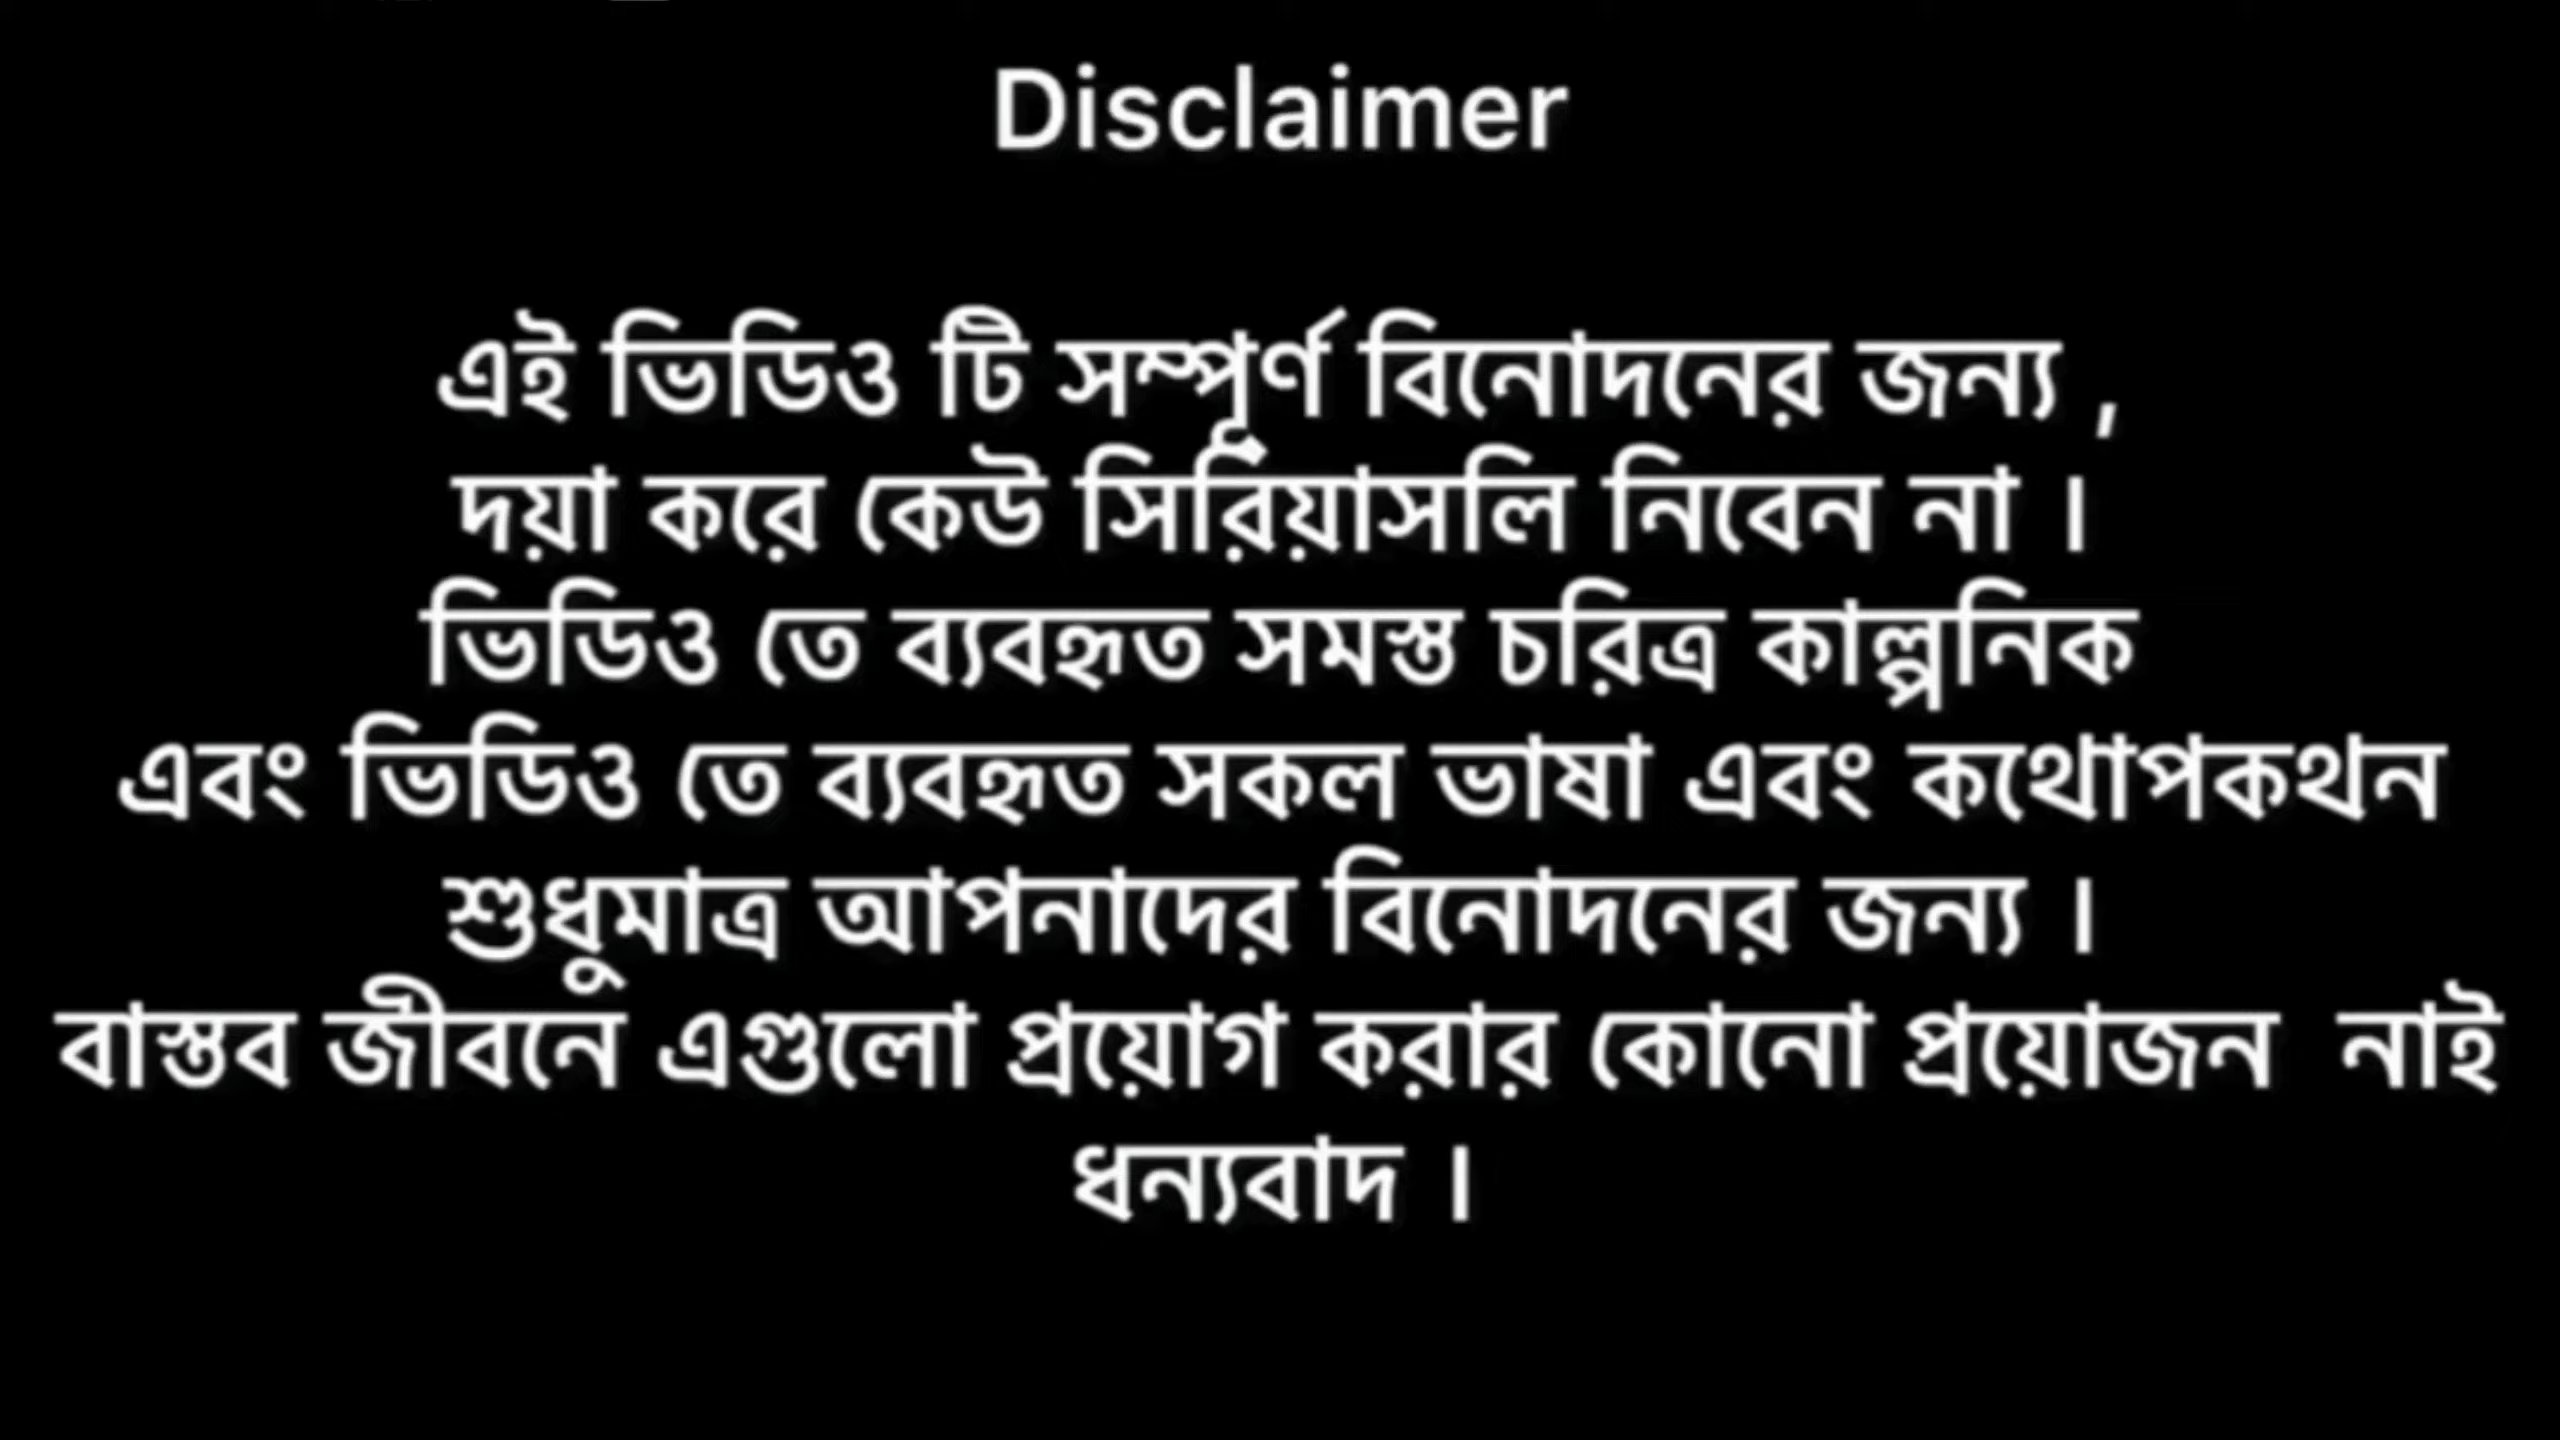 Disclaimer
এই ভিডিও টি সম্পূর্ণ বিনোদনের জন্য ,
দয়া করে কেউ সিরিয়াসলি নিবেন না ।
ভিডিও তে ব্যবহৃত সমস্ত চরিত্র কাল্পনিক
এবং ভিডিও তে ব্যবহৃত সকল ভাষা এবং কথোপকথন
শুধুমাত্র আপনাদের বিনোদনের জন্য ।
বাস্তব জীবনে এগুলো প্রয়োগ করার কোনো প্রয়োজন  নাই
ধন্যবাদ ।